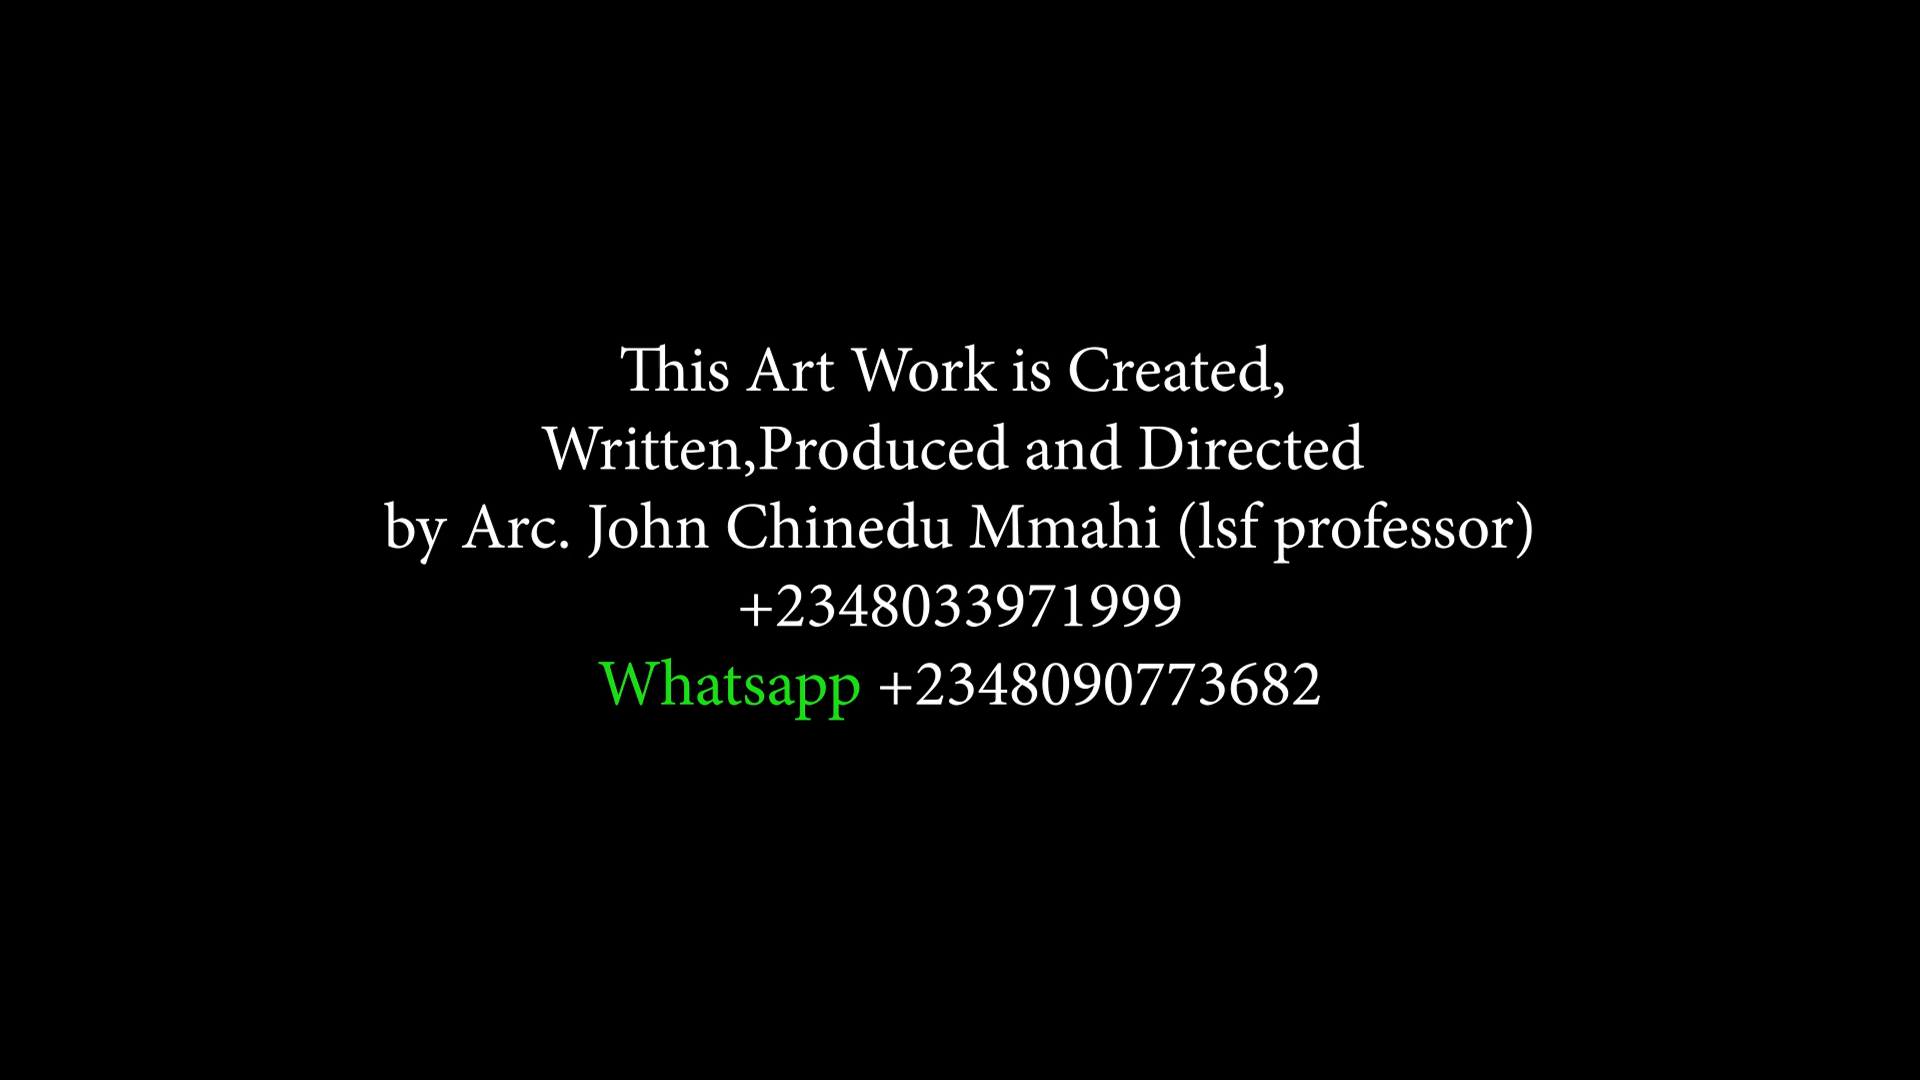 This Art Work is Created,
Written,Produced and Directed
by Arc. John Chinedu Mmahi (lsf professor)
+2348033971999
Whatsapp +2348090773682